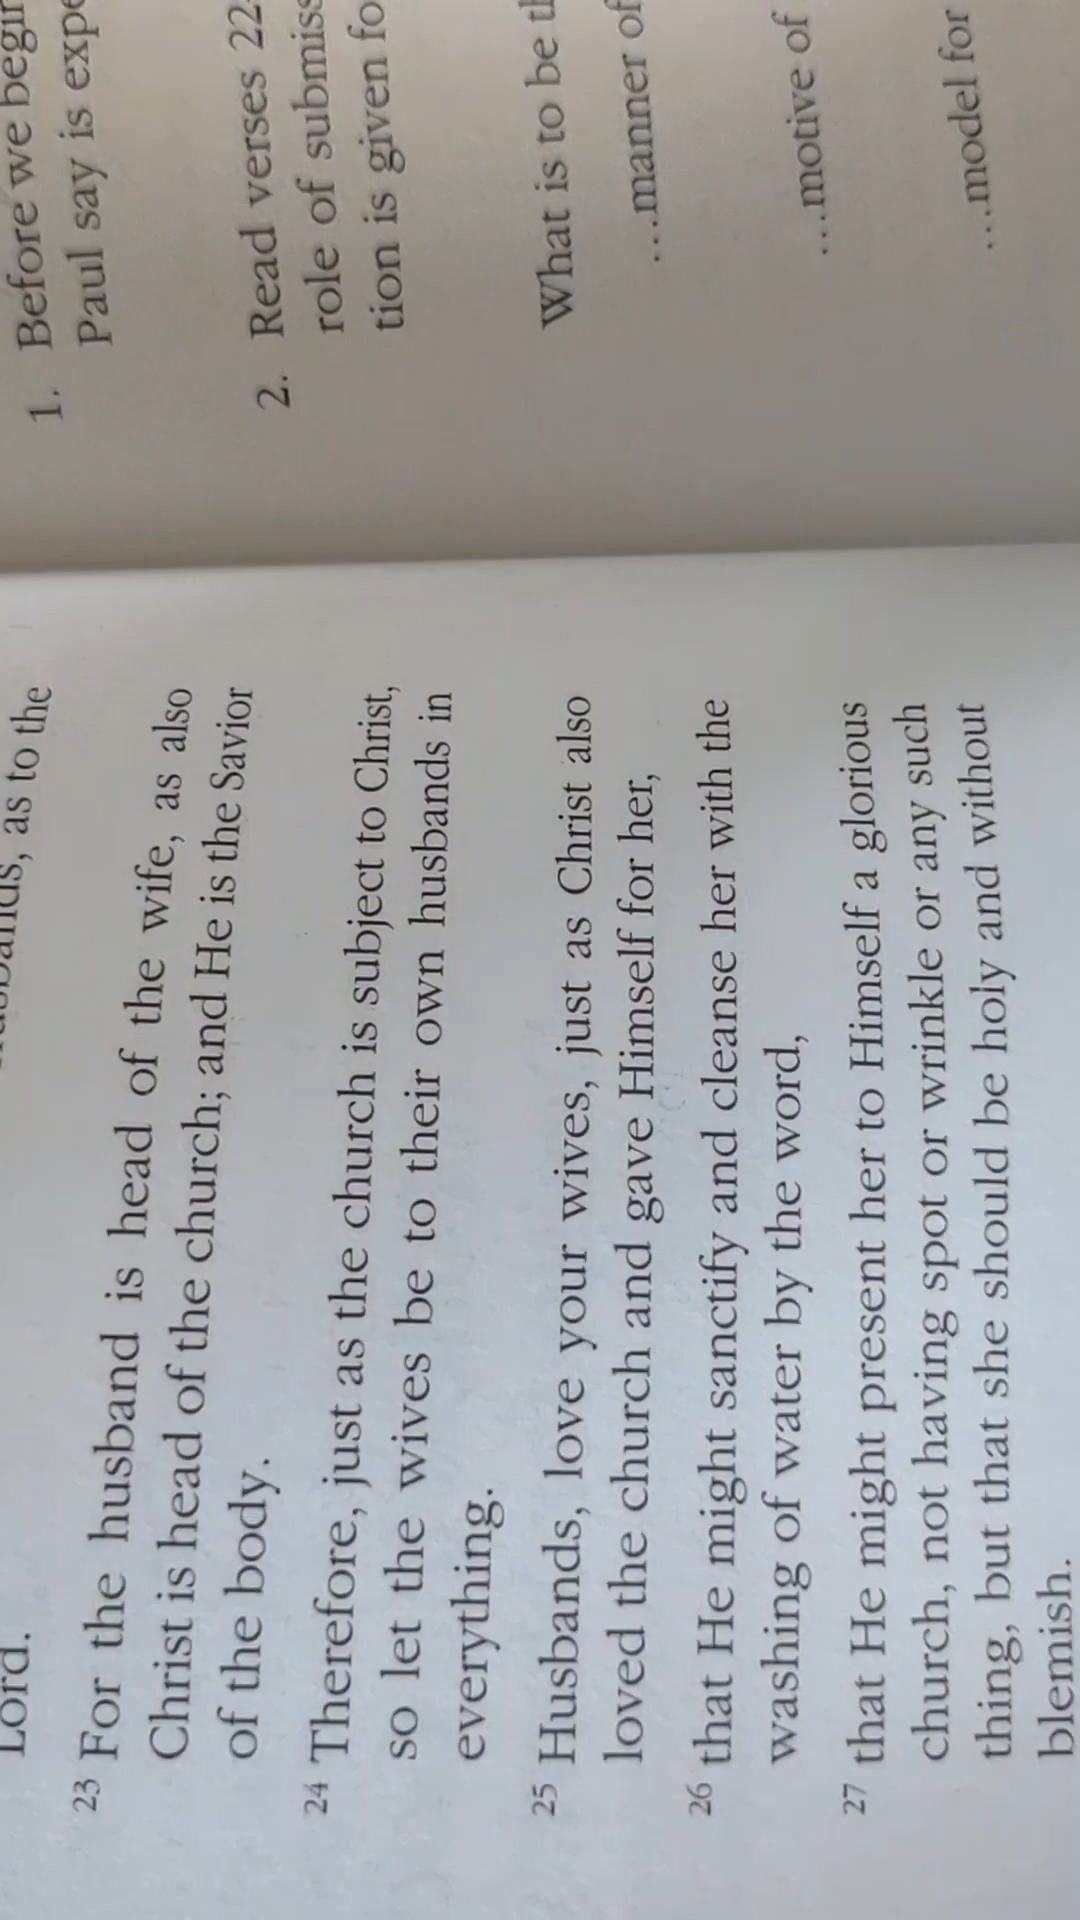 as to the
Lord.
23 For the husband is head of the wife, as also
Christ is head of the church; and He is the Savior
of the body.
24 Therefore, just as the church is subject to Christ,
so let the wives be to their own husbands in
everything.
25 Husbands, love your wives, just as Christ also
loved the church and gave Himself for her,
26 that He might sanctify and cleanse her with the
washing of water by the word,
27 that He might present her to Himself a glorious
church, not having spot or wrinkle or any such
thing, but that she should be holy and without
blemish.
1. Before we
Paul say is
2. Read verses 22
role of
tion is given
What is to be
...manner of
...motive of
...model for